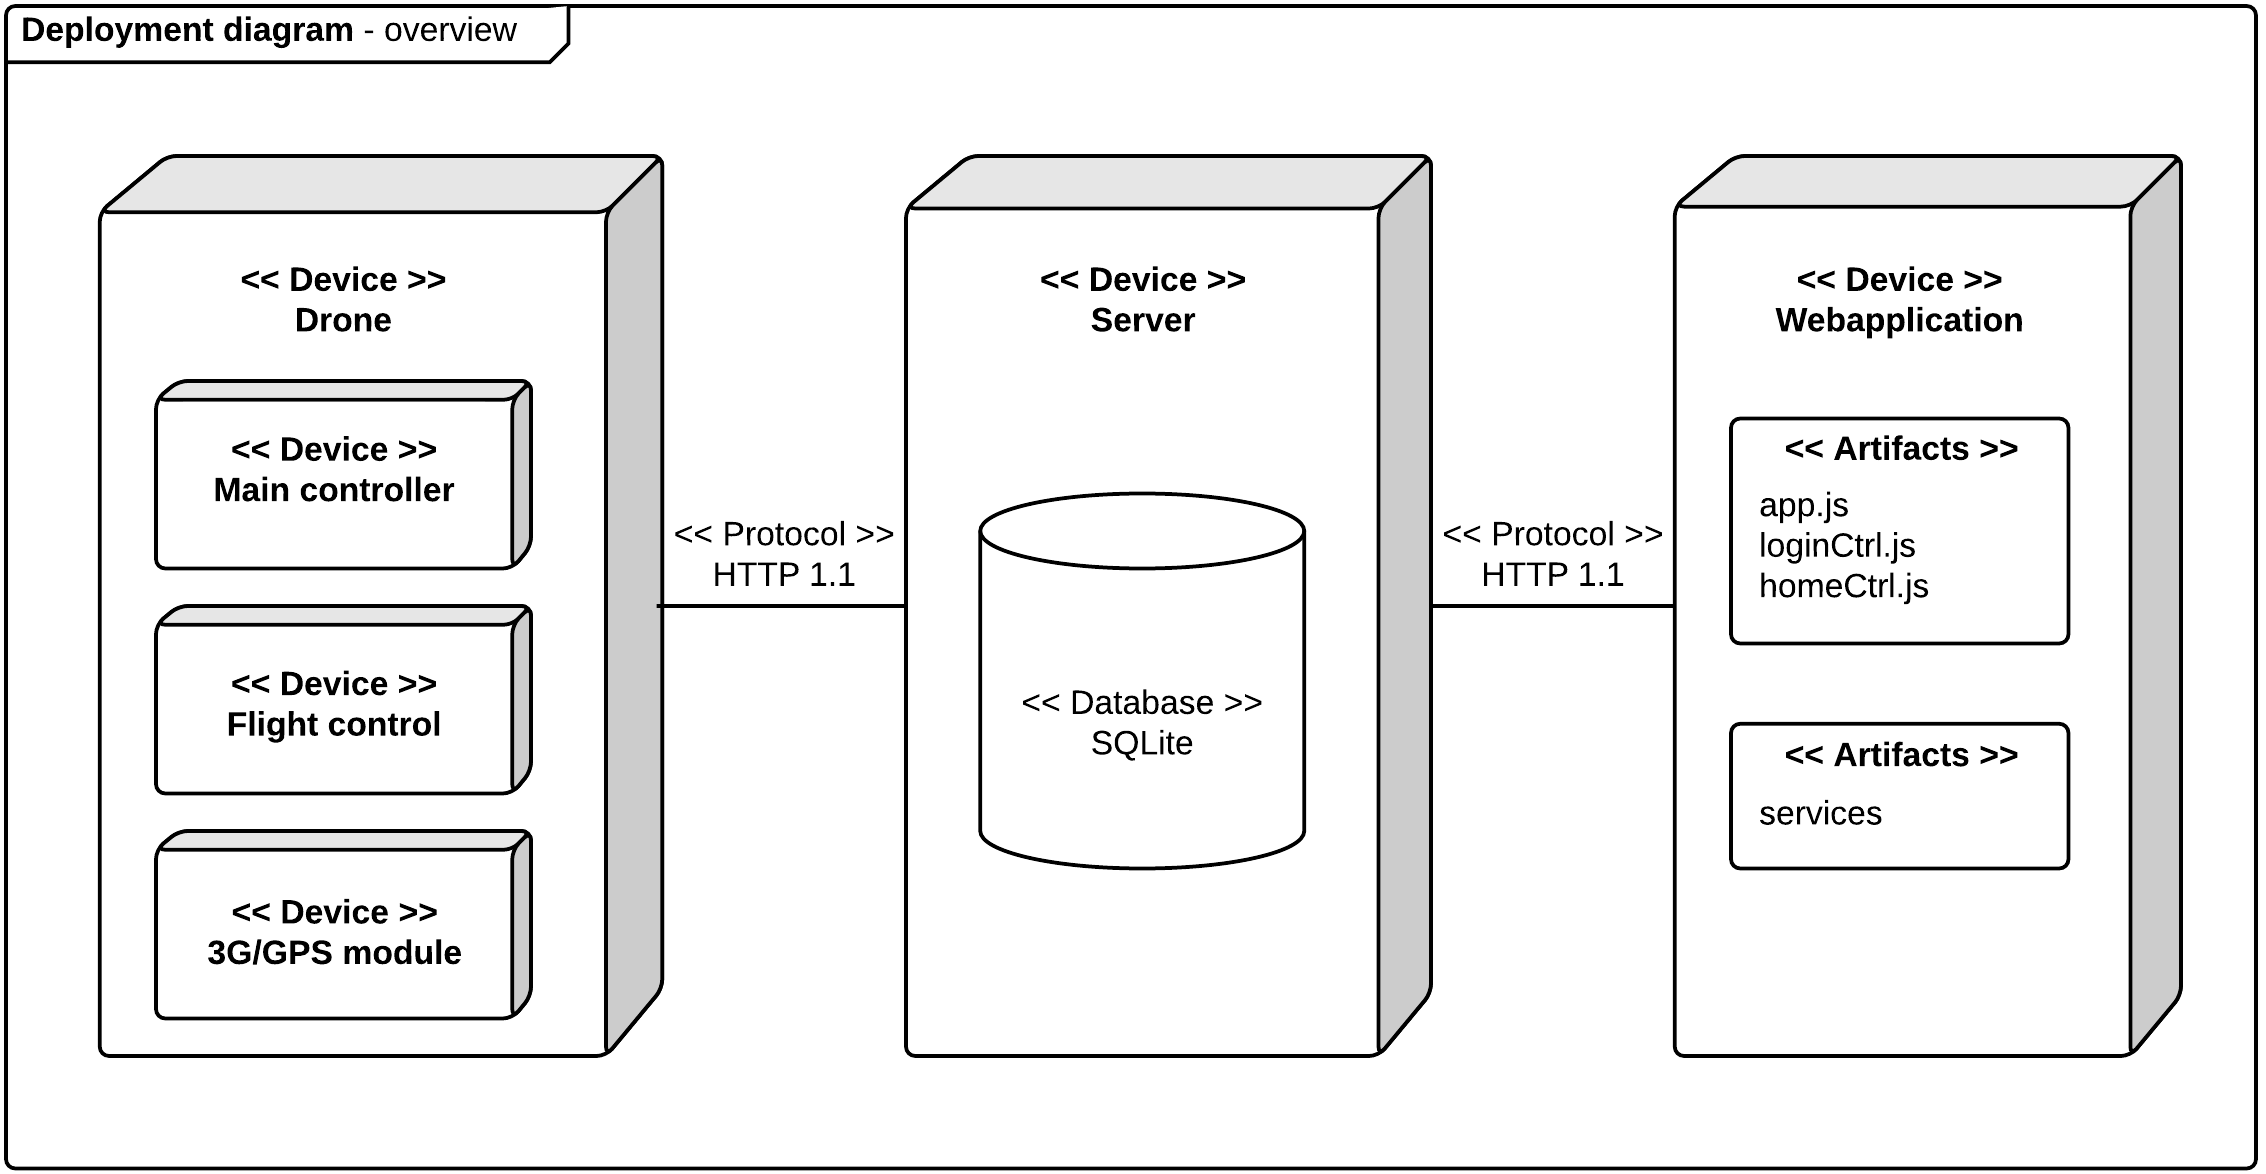 Deployment diagram - overview
<< Device >>
Drone
<< Device >>
Main controller
<< Device >>
Flight control
<< Device >>
3G/GPS module
<< Protocol >>
HTTP 1.1
<< Device >>
Server
<< Database >>
SQLite
<< Protocol >>
HTTP 1.1
<< Device >>
Webapplication
<< Artifacts >>
app.js
loginCtrl.js
homeCtrl.js
<< Artifacts >>
services